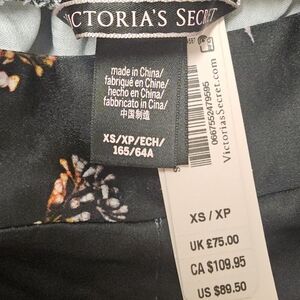 VICTORIA'S SECRET
made in China/
fabriqué en Chine/
hecho en China/
fabbricato in Cina/
中国制造
XS/XP/ECH/
165/64A
0667552479595
VictoriasSecret.com
XS / XP
UK £75.00
CA $109.95
US $89.50